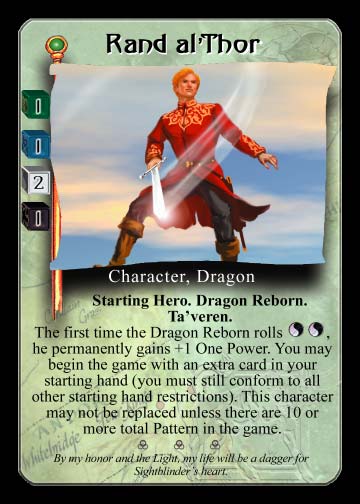 Rand al'Thor
1
1
2
0
Character, Dragon
Starting Hero. Dragon Reborn.
Ta'veren.
The first time the Dragon Reborn rolls ☯ ☯,
he permanently gains +1 One Power. You may
begin the game with an extra card in your
starting hand (you must still conform to all
other starting hand restrictions). This character
may not be replaced unless there are 10 or
more total Pattern in the game.
Whitebridge
By my honor and the Light, my life will be a dagger for
Sightblinder's heart.